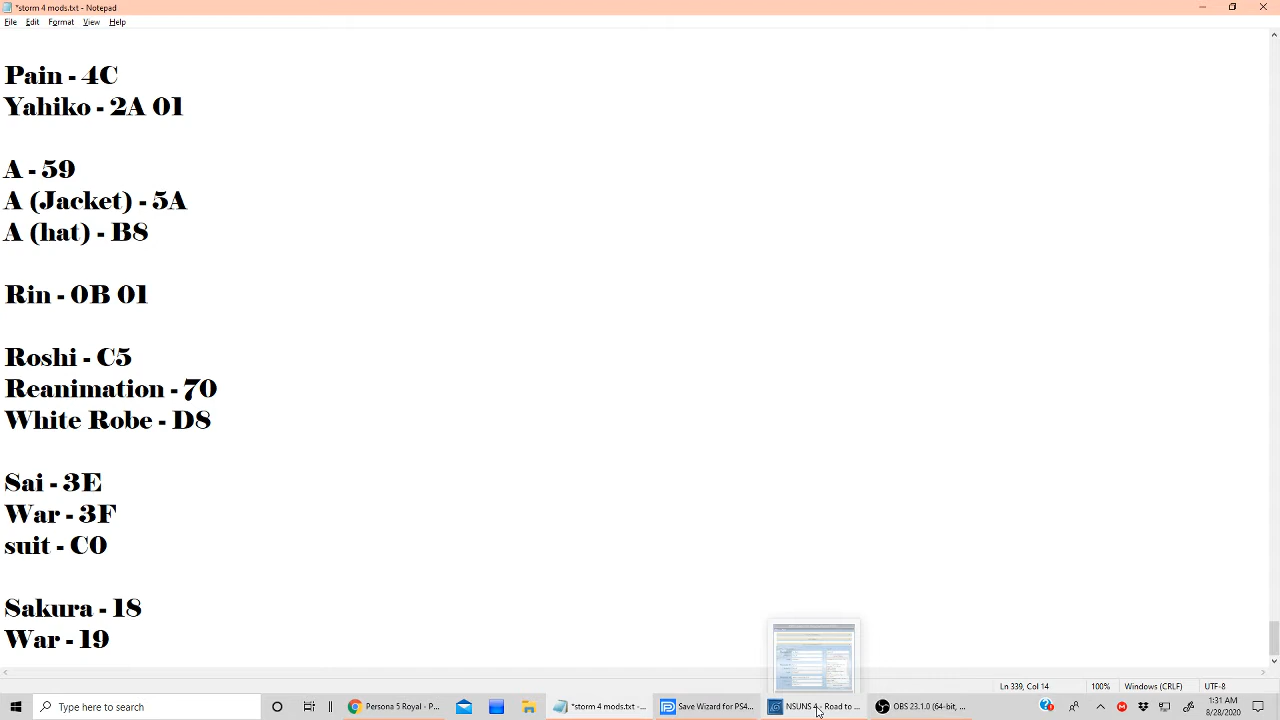 *storm 4 mods.txt - Notepad
File Edit Format View Help
Pain - 4C
Yahiko - 2A 01
A - 59
A (Jacket) - 5A
A (hat) - B8
Rin - 0B 01
Roshi - C5
Reanimation - 70
White Robe - D8
Sai - 3E
War - 3F
suit - C0
Sakura - 18
War - 19
Ln 339, Col 14 Windows (CRLF) UTF-8
Type here to search Persona 5 Royal - P... *storm 4 mods.txt -... Save Wizard for PS4... NSUNS 4 - Road to ... OBS 23.1.0 (64-bit, ... 1:31 AM
8/28/2020